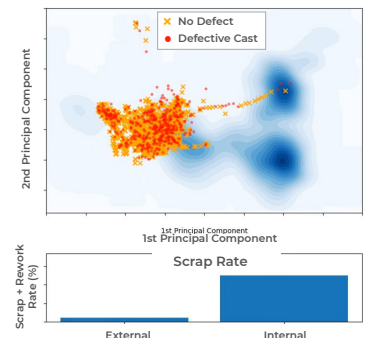 No Defect
Defective Cast
2nd Principal Component
1st Principal Component
1st Principal Component
Scrap Rate
Scrap + Rework
Rate (%)
External
Internal